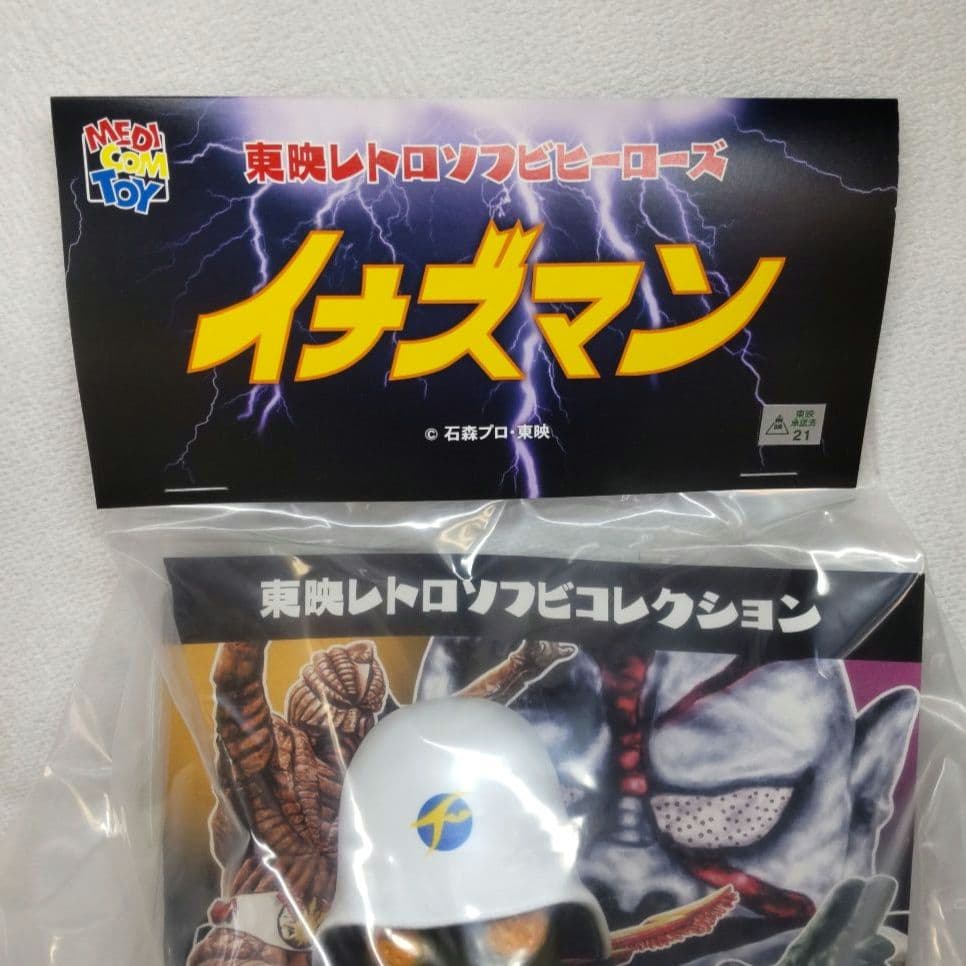 MEDI
COM
TOY
東映レトロソフビヒーローズ
イナズマン
© 石森プロ・東映
東映
東映
承認済
21
東映レトロソフビコレクション